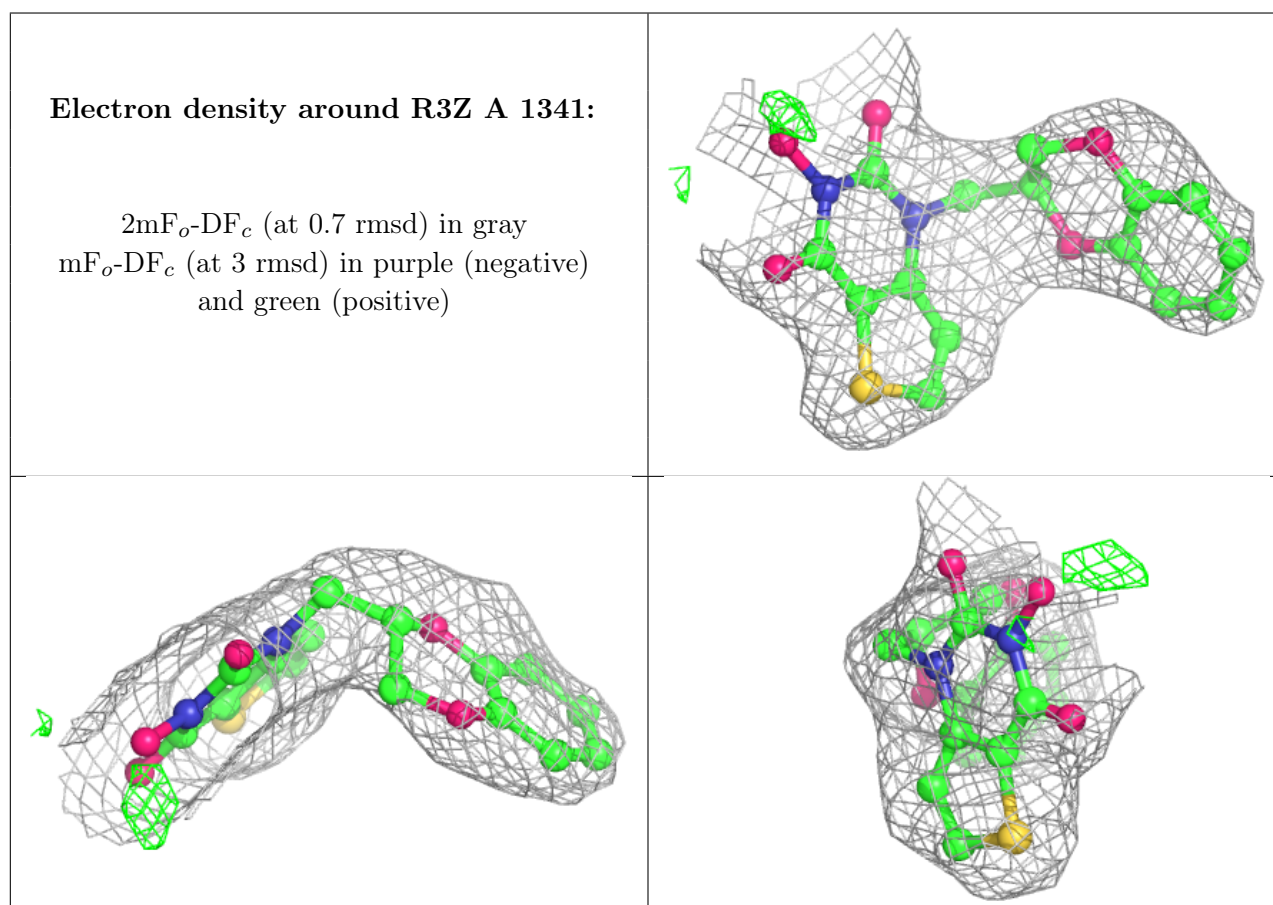 Electron density around R3Z A 1341:
2mFo-DFc (at 0.7 rmsd) in gray
mFo-DFc (at 3 rmsd) in purple (negative)
and green (positive)